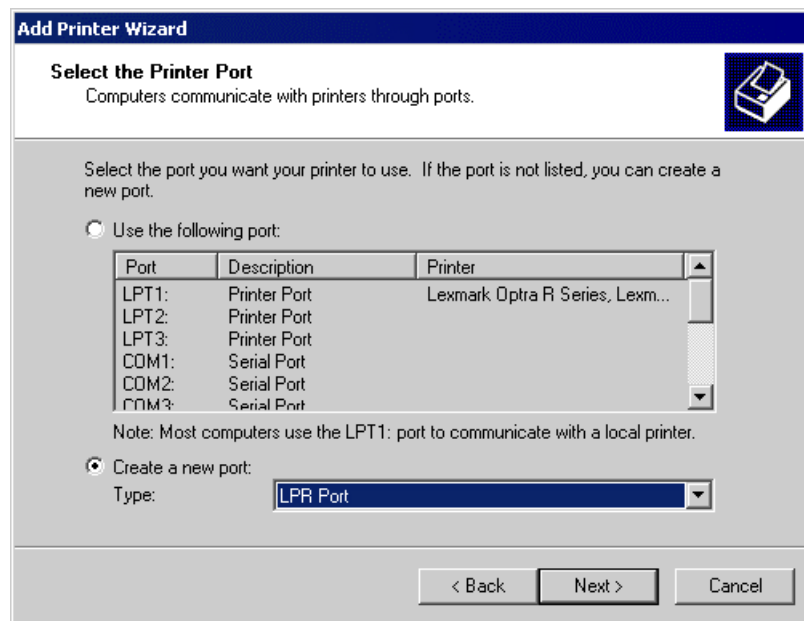 Add Printer Wizard
Select the Printer Port
Computers communicate with printers through ports.
Select the port you want your printer to use. If the port is not listed, you can create a
new port.
Use the following port:
Port Description Printer
LPT1: Printer Port Lexmark Optra R Series, Lexm...
LPT2: Printer Port
LPT3: Printer Port
COM1: Serial Port
COM2: Serial Port
COM3: Serial Port
Note: Most computers use the LPT1: port to communicate with a local printer.
Create a new port:
Type: LPR Port
< Back Next > Cancel